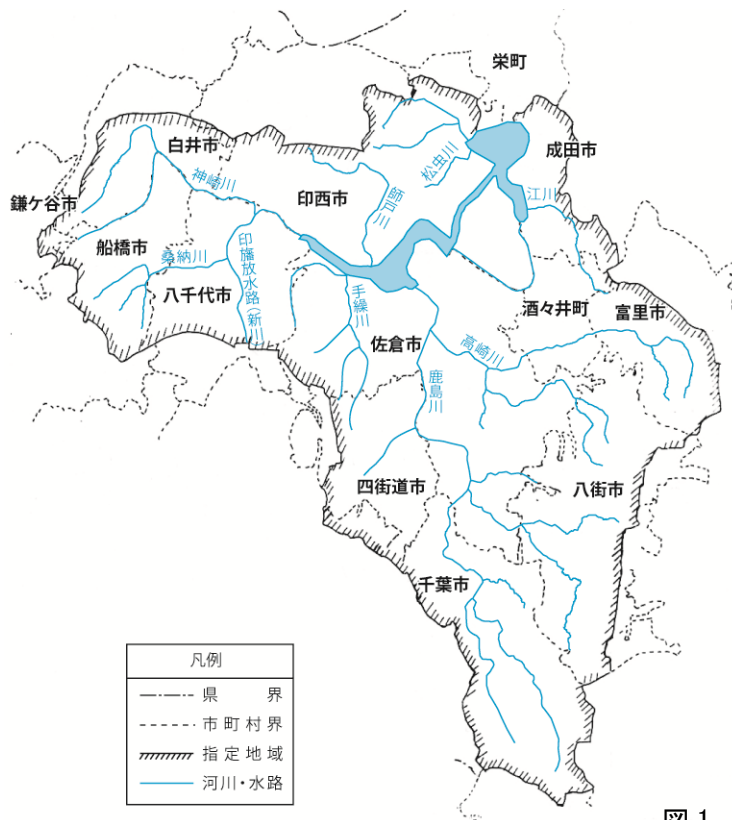 栄町
白井市
成田市
松虫川
神崎川
江川
印西市
鎌ケ谷市
師戸川
船橋市
桑納川
印旛放水路(新川)
八千代市
手繰川
酒々井町
富里市
佐倉市
高崎川
鹿島川
四街道市
八街市
千葉市
凡例
県界
市町村界
指定地域
河川・水路
図 1